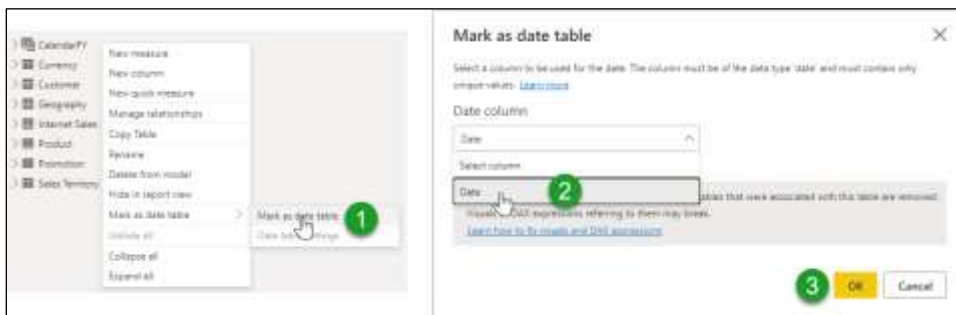 CalendarFY
Currency
Customer
Geography
Internet Sales
Product
Promotion
Sales Territory
New measure
New column
New quick measure
Manage relationships
Copy Table
Rename
Delete from model
Hide in report view
Mark as date table
Unhide all
Collapse all
Expand all
Mark as date table
1
Date table settings
Mark as date table
Select a column to be used for the date. The column must be of the data type 'date' and must contain only
unique values. Learn more
Date column
Date
Select column
Date
2
tables that were associated with this table are removed.
Visuals DAX expressions referring to them may break.
Learn how to fix visuals and DAX expressions
3
OK
Cancel